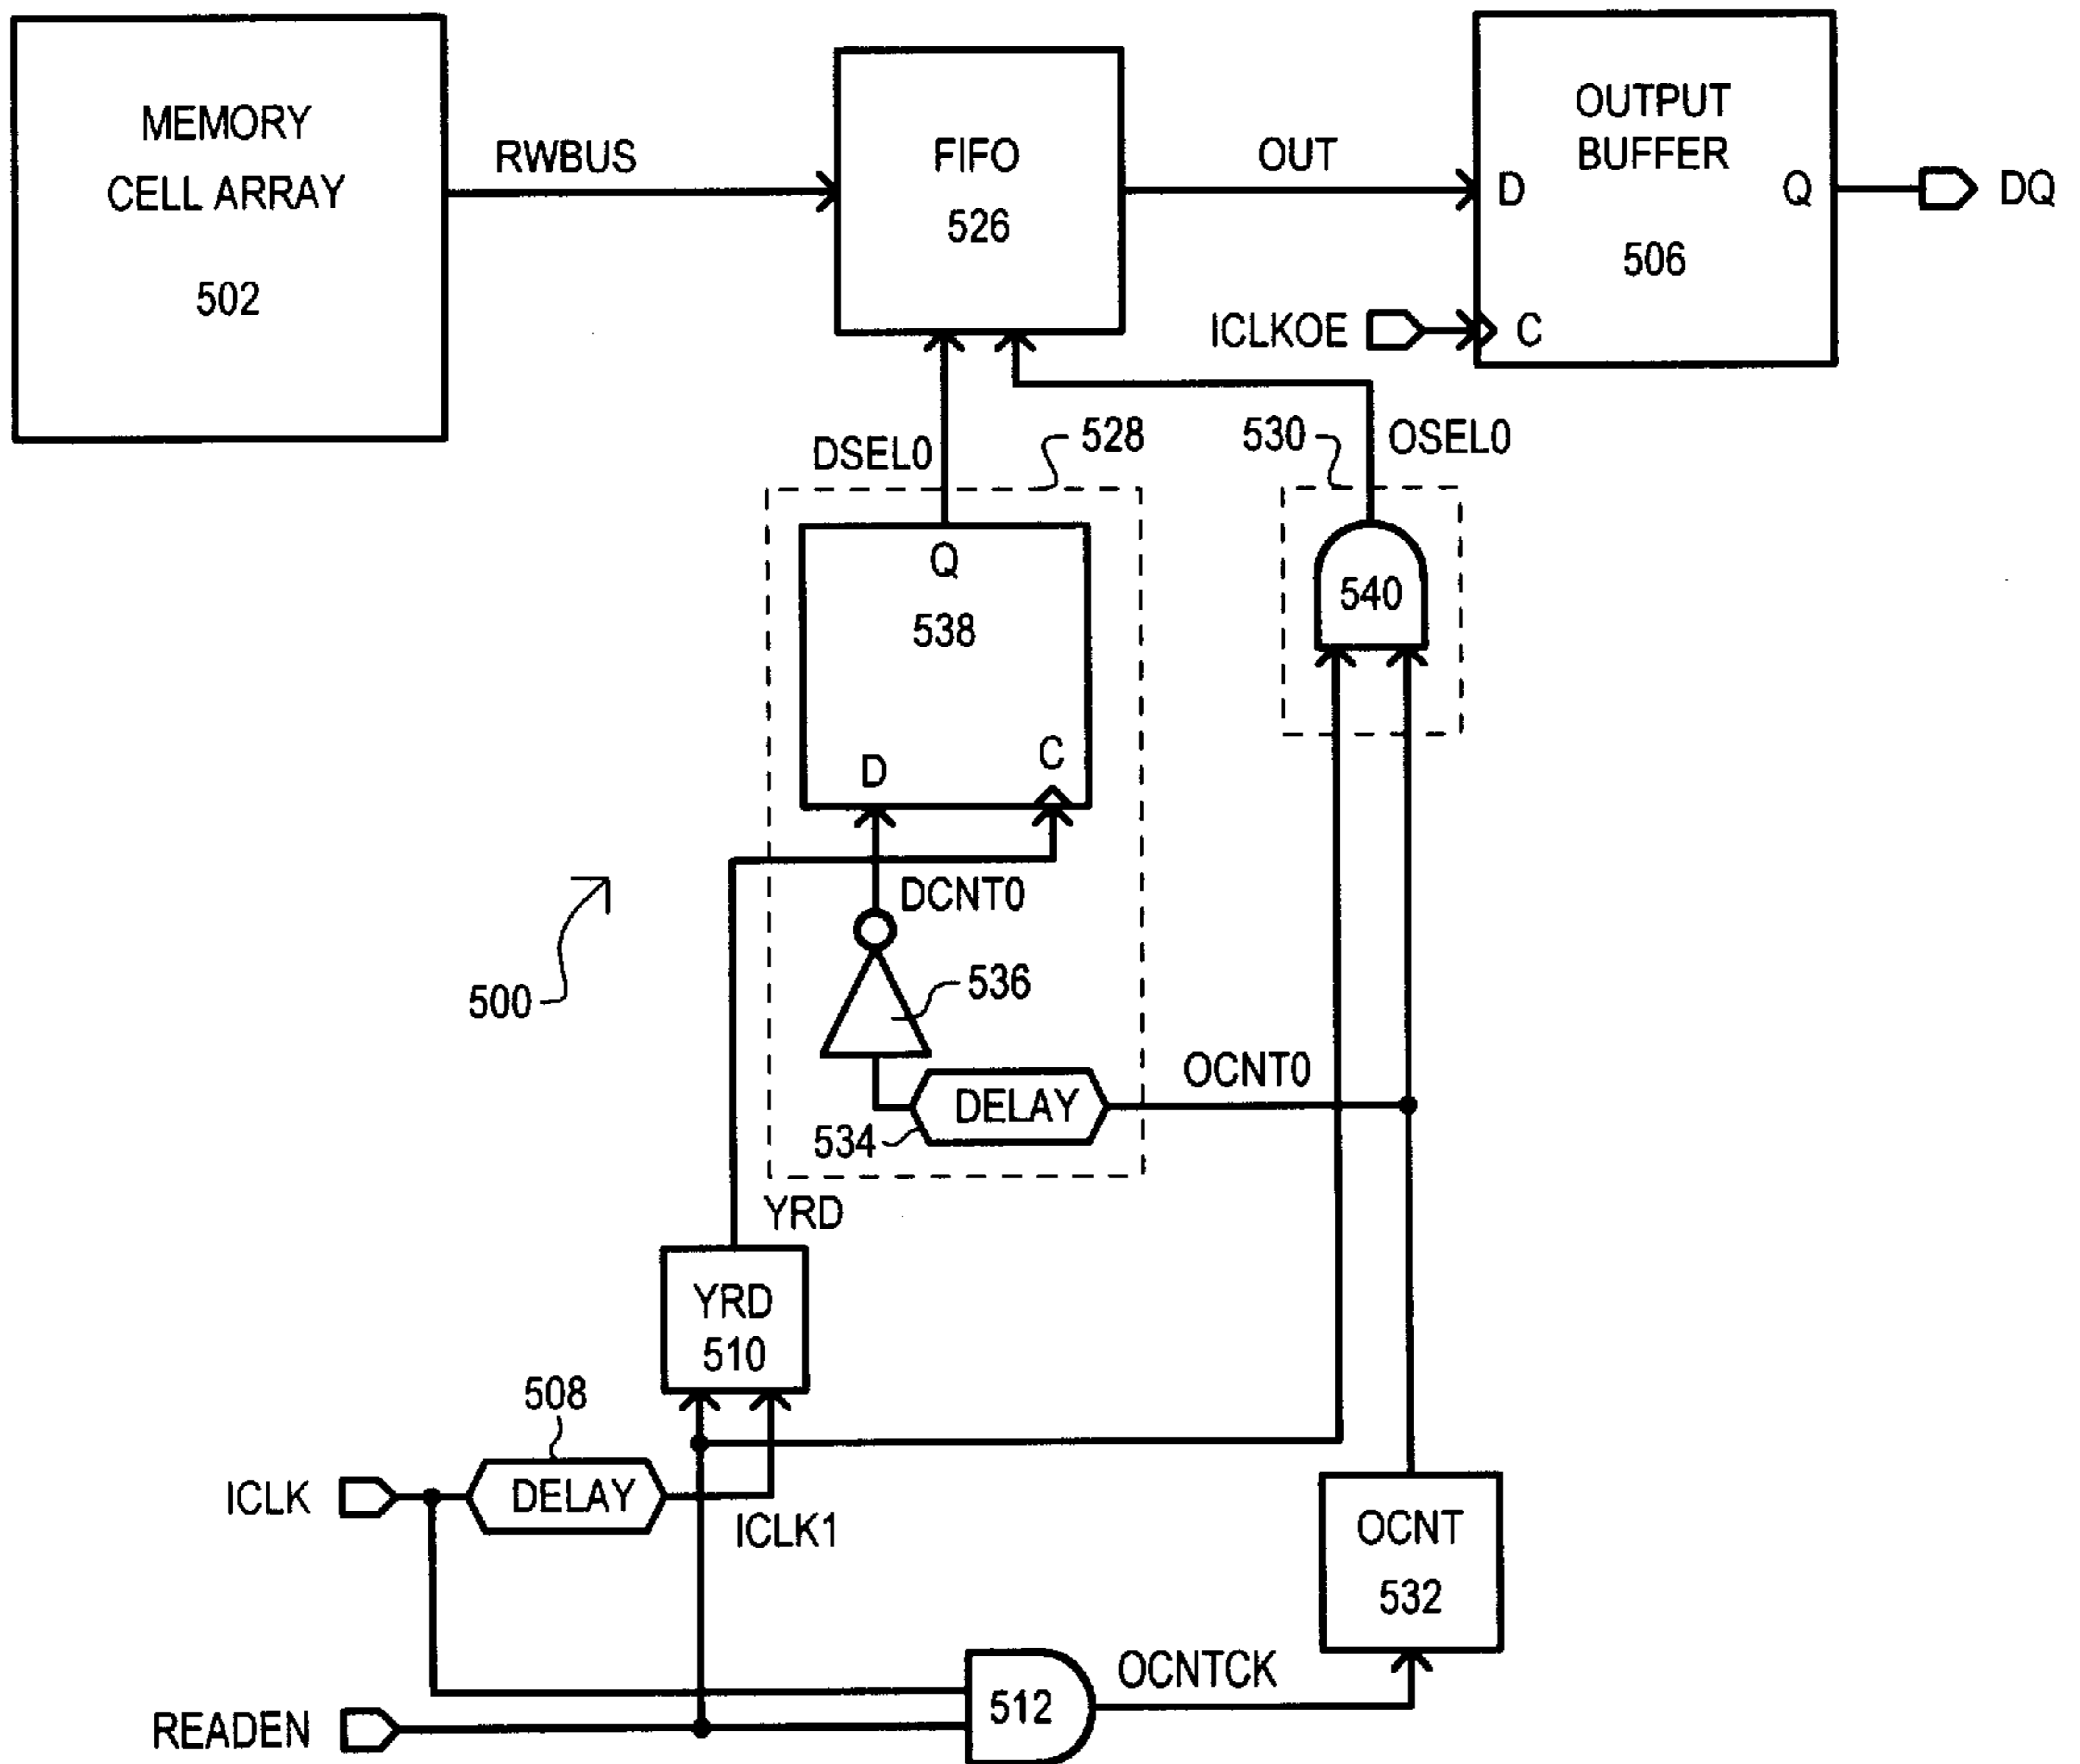 MEMORY
CELL ARRAY
502
RWBUS
FIFO
526
OUT
OUTPUT
BUFFER
D
Q
506
DQ
ICLKOE
C
DSEL0
528
530
OSEL0
Q
538
540
D
C
DCNT0
500
536
OCNT0
DELAY
534
YRD
YRD
510
508
ICLK
DELAY
ICLK1
OCNT
532
READEN
512
OCNTCK